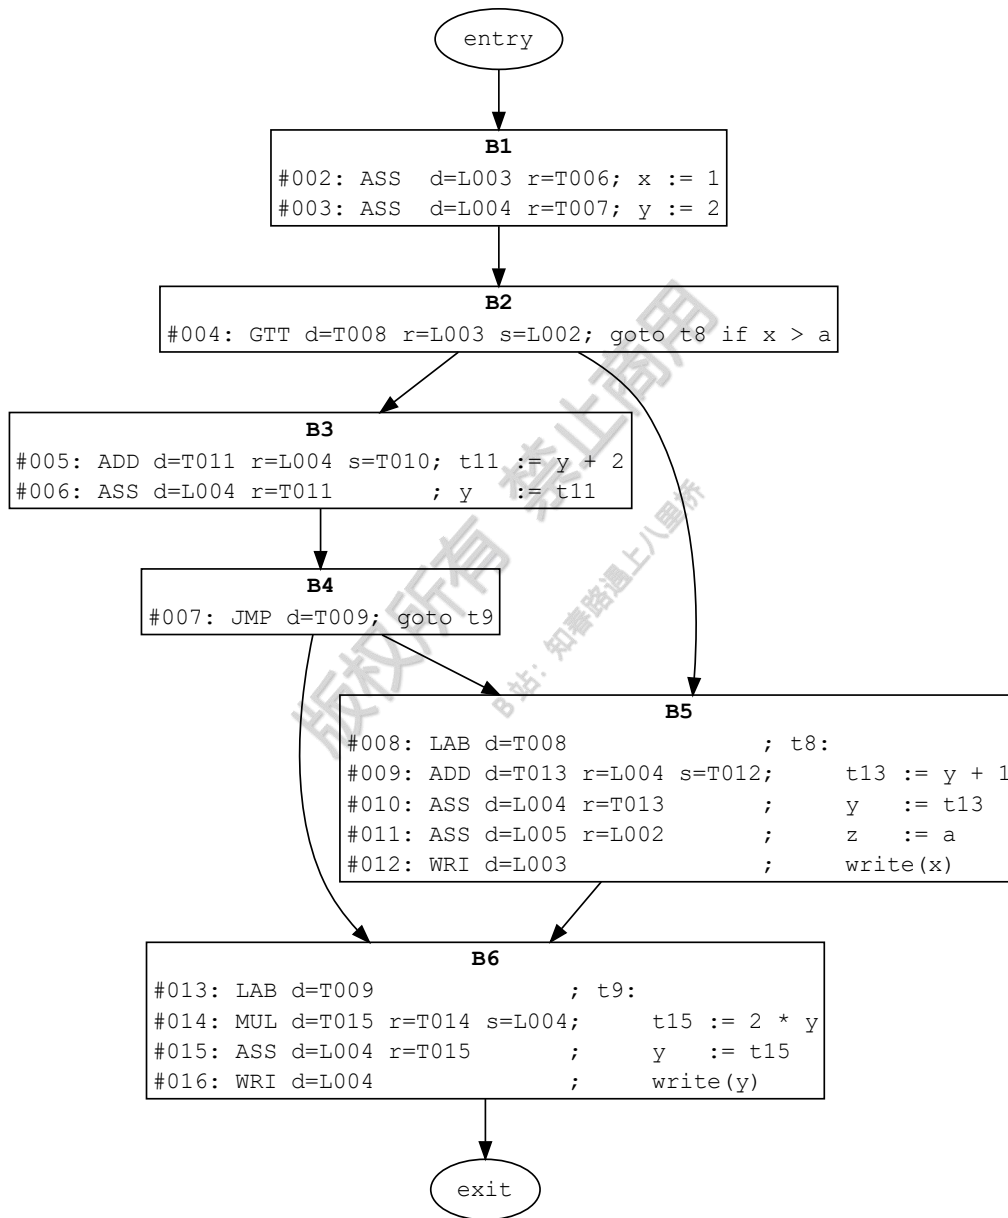 entry
B1
#002: ASS  d=L003 r=T006; x := 1
#003: ASS  d=L004 r=T007; y := 2
B2
#004: GTT d=T008 r=L003 s=L002; goto t8 if x > a
B3
#005: ADD d=T011 r=L004 s=T010; t11 := y + 2
#006: ASS d=L004 r=T011       ; y   := t11
B4
#007: JMP d=T009; goto t9
B5
#008: LAB d=T008               ; t8:
#009: ADD d=T013 r=L004 s=T012;     t13 := y + 1
#010: ASS d=L004 r=T013        ;     y   := t13
#011: ASS d=L005 r=L002        ;     z   := a
#012: WRI d=L003               ;     write(x)
B6
#013: LAB d=T009               ; t9:
#014: MUL d=T015 r=T014 s=L004;     t15 := 2 * y
#015: ASS d=L004 r=T015        ;     y   := t15
#016: WRI d=L004               ;     write(y)
exit
版权所有 禁止商用
B站：知春路遇上八里桥